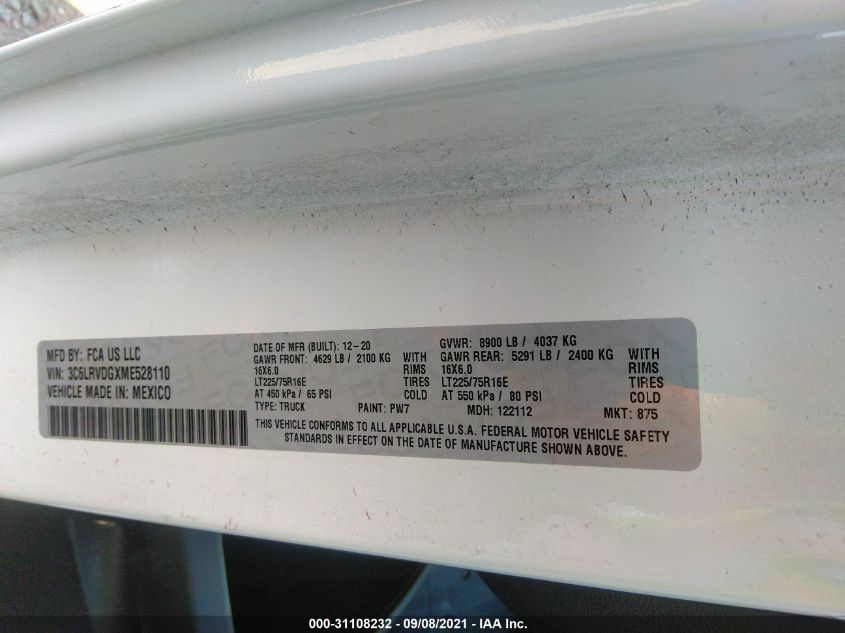 MFD BY: FCA US LLC
VIN: 3C6LRVDGXME528110
VEHICLE MADE IN: MEXICO
DATE OF MFR (BUILT): 12-20 GVWR: 8900 LB / 4037 KG
GAWR FRONT: 4629 LB / 2100 KG WITH GAWR REAR: 5291 LB / 2400 KG WITH
16X6.0 RIMS 16X6.0 RIMS
LT225/75R16E TIRES LT225/75R16E TIRES
AT 450 kPa / 65 PSI COLD AT 550 kPa / 80 PSI COLD
TYPE: TRUCK PAINT: PW7 MDH: 122112 MKT: 875
THIS VEHICLE CONFORMS TO ALL APPLICABLE U.S.A. FEDERAL MOTOR VEHICLE SAFETY
STANDARDS IN EFFECT ON THE DATE OF MANUFACTURE SHOWN ABOVE.
000-31108232 - 09/08/2021 - IAA Inc.